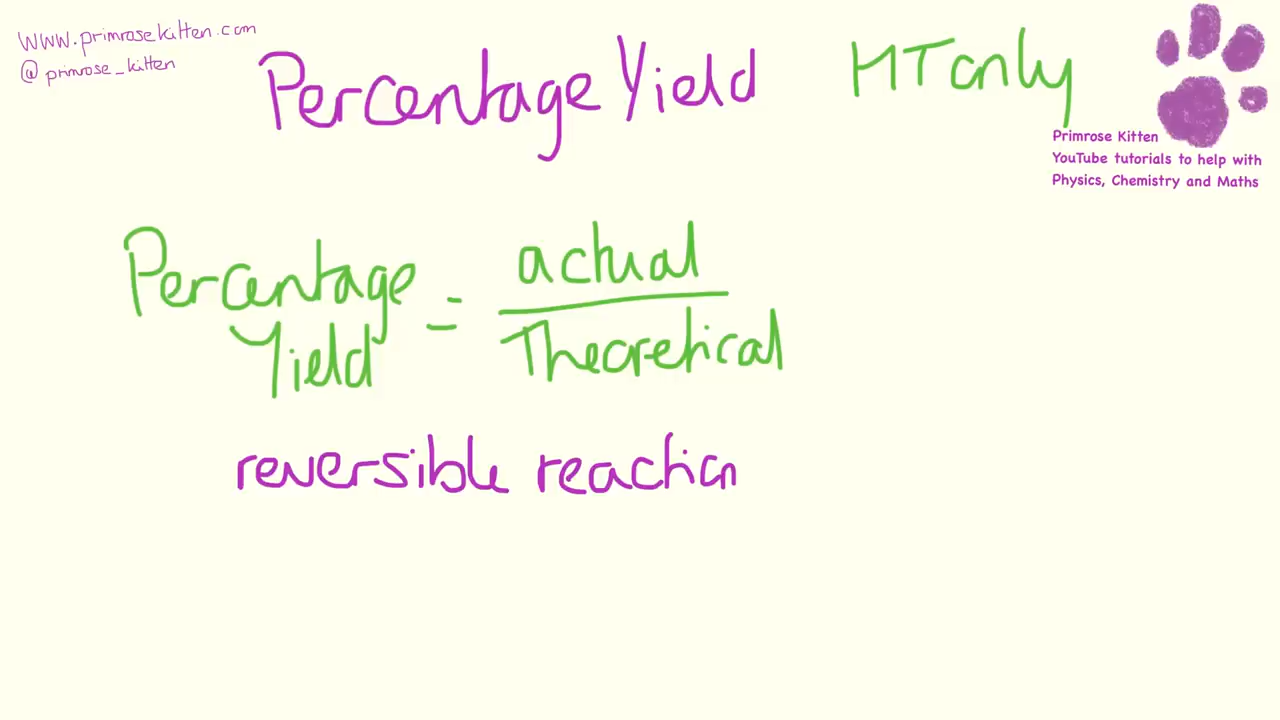 www.primrosekitten.com
@primrose_kitten
Percentage Yield
HT only
Primrose Kitten
YouTube tutorials to help with
Physics, Chemistry and Maths
Percentage
Yield
=
actual
Theoretical
reversible reaction